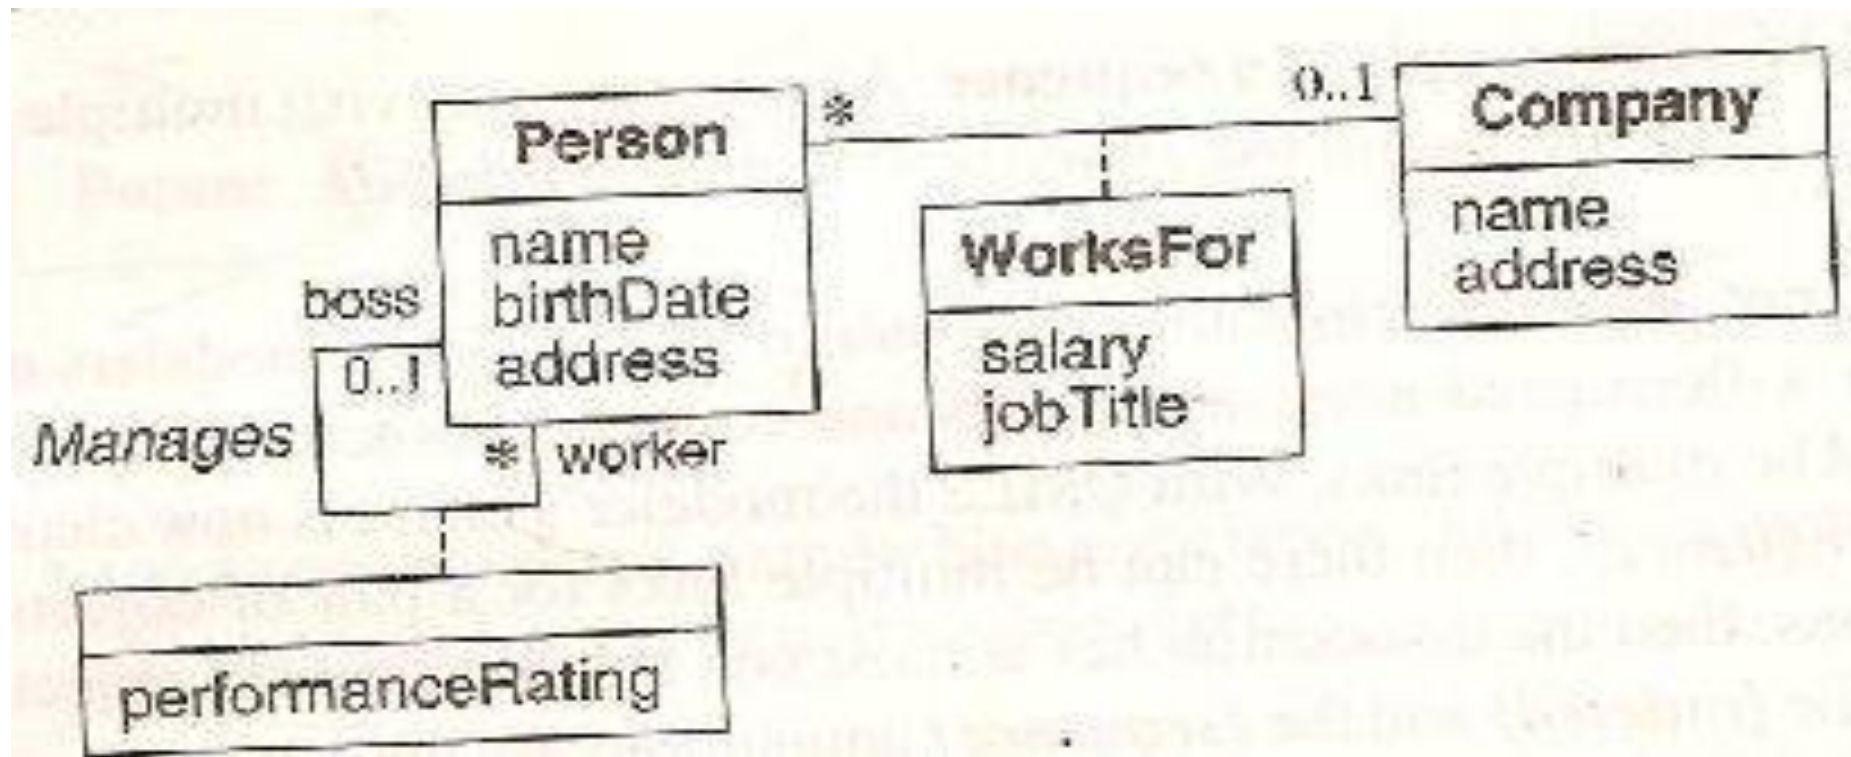 Person
name
birthDate
address
*
0..1
Company
name
address
WorksFor
salary
jobTitle
boss
0..1
Manages
* worker
performanceRating